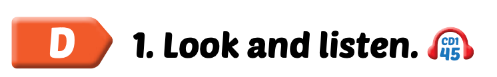 D 1. Look and listen. CD1 45